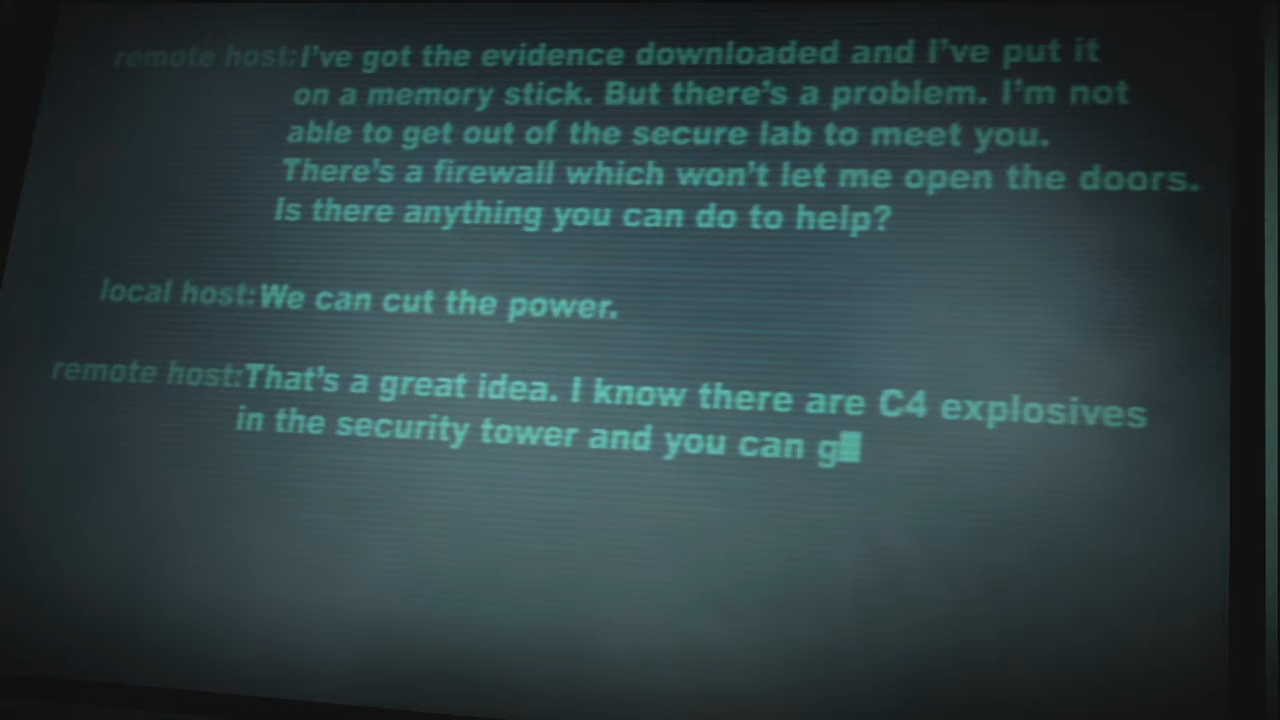 remote host:I've got the evidence downloaded and I've put it
on a memory stick. But there's a problem. I'm not
able to get out of the secure lab to meet you.
There's a firewall which won't let me open the doors.
Is there anything you can do to help?
local host:We can cut the power.
remote host:That's a great idea. I know there are C4 explosives
in the security tower and you can g